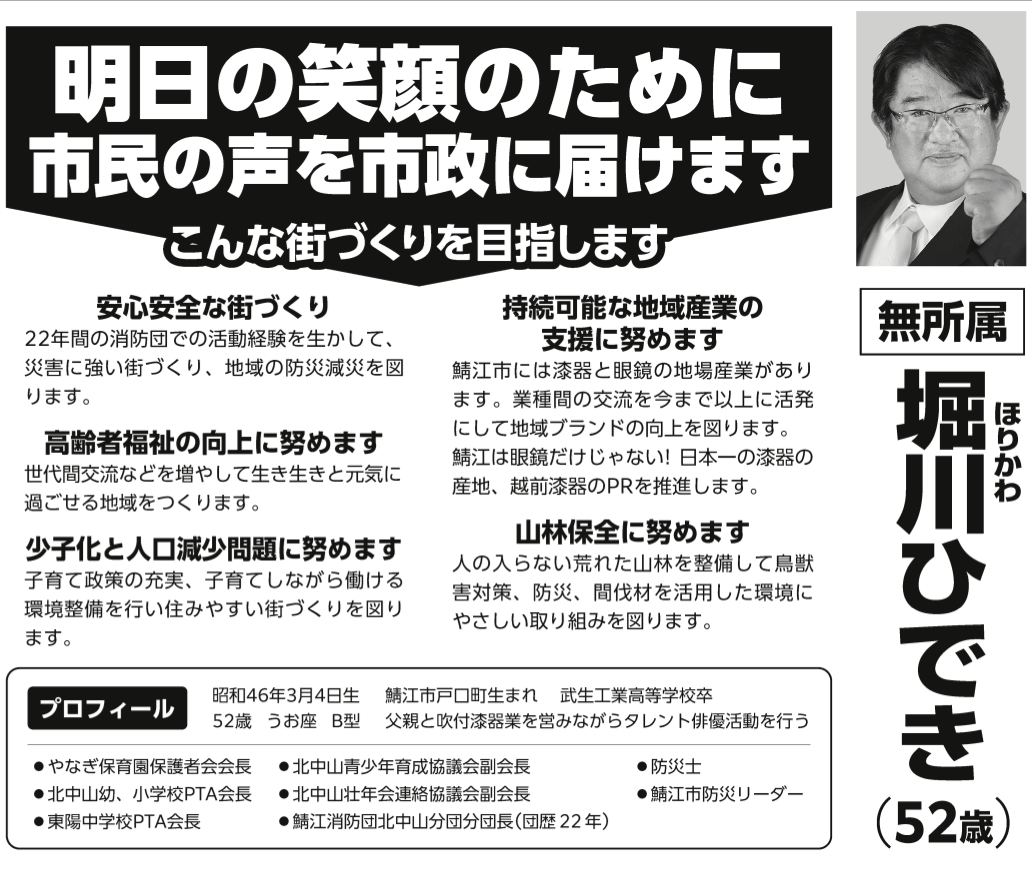 明日の笑顔のために
市民の声を市政に届けます
こんな街づくりを目指します
安心安全な街づくり
22年間の消防団での活動経験を生かして、
災害に強い街づくり、地域の防災減災を図
ります。
高齢者福祉の向上に努めます
世代間交流などを増やして生き生きと元気に
過ごせる地域をつくります。
少子化と人口減少問題に努めます
子育て政策の充実、子育てしながら働ける
環境整備を行い住みやすい街づくりを図り
ます。
持続可能な地域産業の
支援に努めます
鯖江市には漆器と眼鏡の地場産業があり
ます。業種間の交流を今まで以上に活発
にして地域ブランドの向上を図ります。
鯖江は眼鏡だけじゃない! 日本一の漆器の
産地、越前漆器のPRを推進します。
山林保全に努めます
人の入らない荒れた山林を整備して鳥獣
害対策、防災、間伐材を活用した環境に
やさしい取り組みを図ります。
プロフィール
昭和46年3月4日生 鯖江市戸口町生まれ 武生工業高等学校卒
52歳 うお座 B型 父親と吹付漆器業を営みながらタレント俳優活動を行う
●やなぎ保育園保護者会会長
●北中山幼、小学校PTA会長
●東陽中学校PTA会長
●北中山青少年育成協議会副会長
●北中山壮年会連絡協議会副会長
●鯖江消防団北中山分団分団長(団歴22年)
●防災士
●鯖江市防災リーダー
無所属
ほりかわ
堀川ひでき
(52歳)